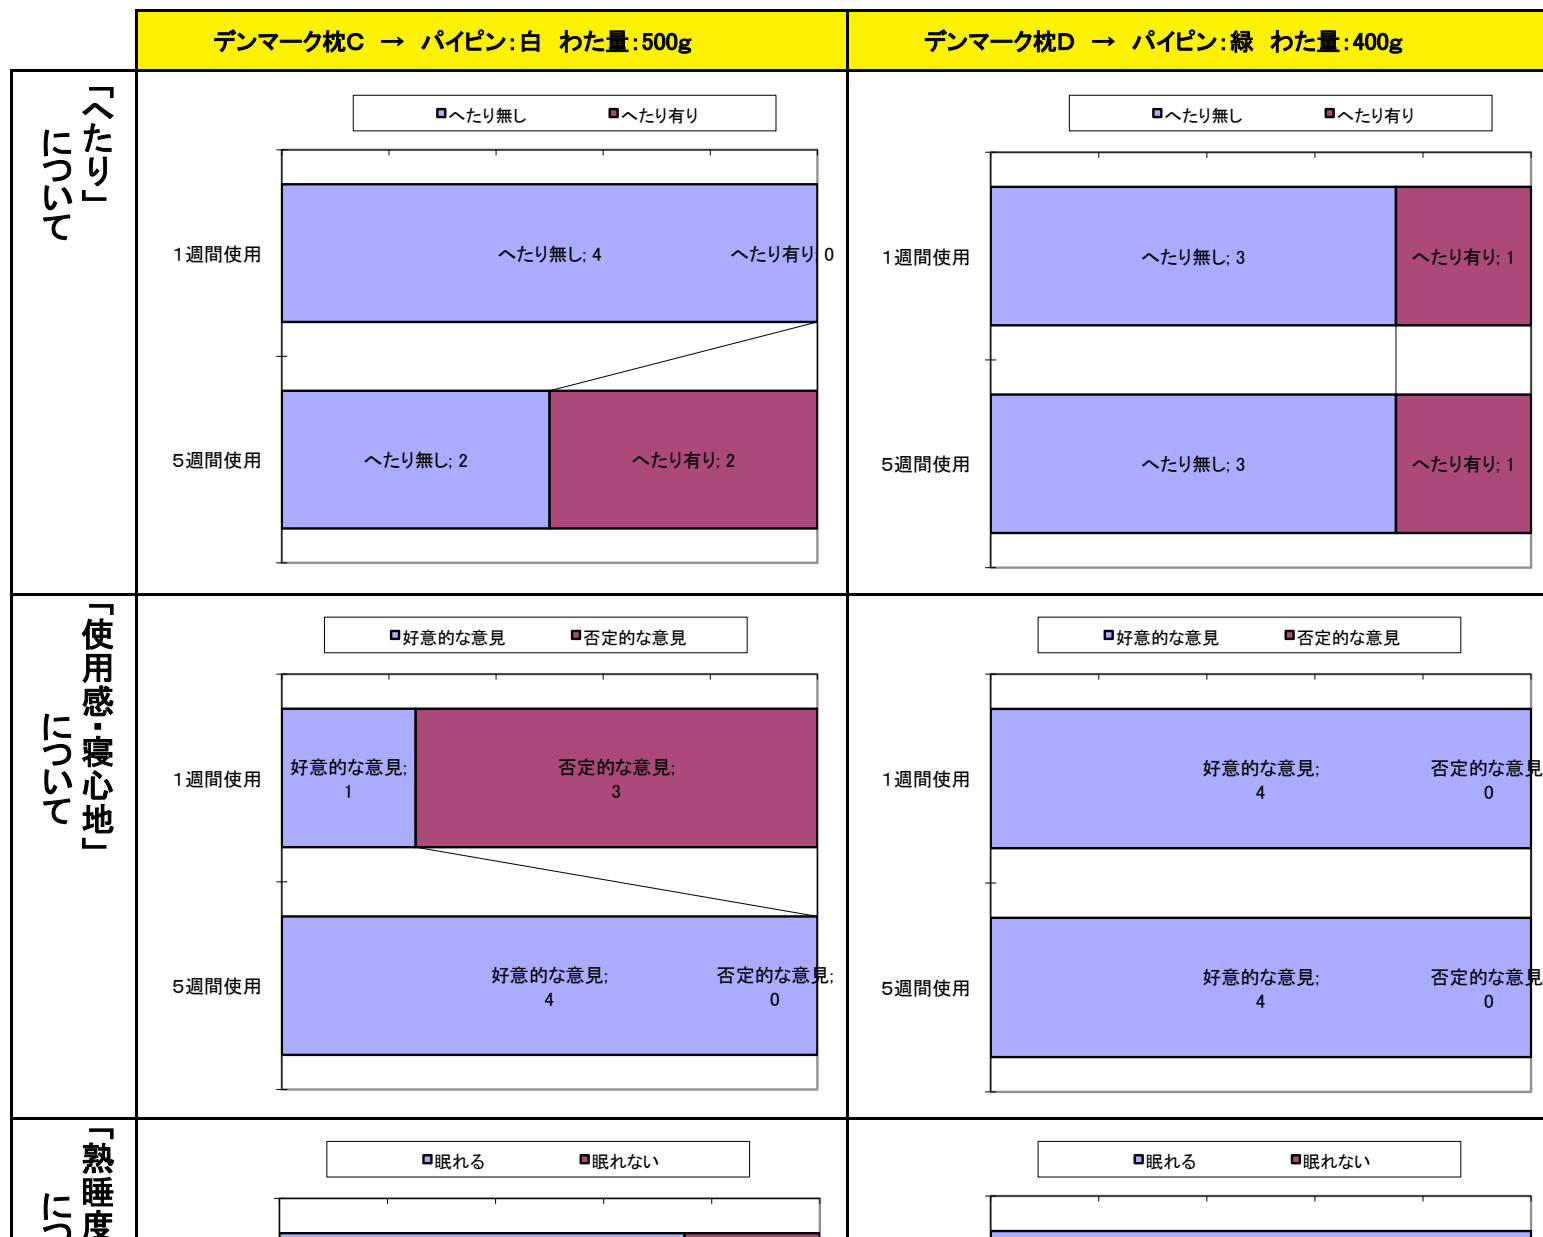 デンマーク枕C → パイピン：白 わた量：500g
デンマーク枕D → パイピン：緑 わた量：400g
「へたり」
について
へたり無し へたり有り
1週間使用
へたり無し; 4
へたり有り; 0
5週間使用
へたり無し; 2
へたり有り; 2
へたり無し へたり有り
1週間使用
へたり無し; 3
へたり有り; 1
5週間使用
へたり無し; 3
へたり有り; 1
「使用感・寝心地」
について
好意的な意見 否定的な意見
1週間使用
好意的な意見;
1
否定的な意見;
3
5週間使用
好意的な意見;
4
否定的な意見;
0
好意的な意見 否定的な意見
1週間使用
好意的な意見;
4
否定的な意見
0
5週間使用
好意的な意見;
4
否定的な意見
0
「熟睡度
につ
眠れる 眠れない
眠れる 眠れない